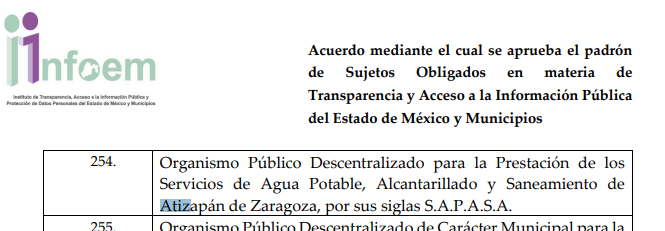 infoem
Instituto de Transparencia, Acceso a la Información Pública y
Protección de Datos Personales del Estado de México y Municipios
Acuerdo mediante el cual se aprueba el padrón
de Sujetos Obligados en materia de
Transparencia y Acceso a la Información Pública
del Estado de México y Municipios
254.
Organismo Público Descentralizado para la Prestación de los
Servicios de Agua Potable, Alcantarillado y Saneamiento de
Atizapán de Zaragoza, por sus siglas S.A.P.A.S.A.
255.
Organismo Público Descentralizado de Carácter Municipal para la